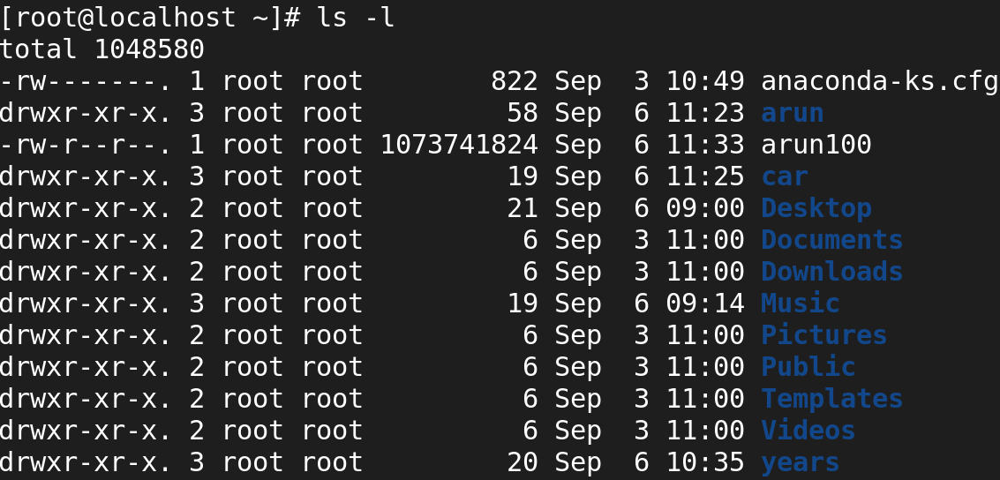 [root@localhost ~]# ls -l
total 1048580
-rw-------. 1 root root        822 Sep  3 10:49 anaconda-ks.cfg
drwxr-xr-x. 3 root root         58 Sep  6 11:23 arun
-rw-r--r--. 1 root root 1073741824 Sep  6 11:33 arun100
drwxr-xr-x. 3 root root         19 Sep  6 11:25 car
drwxr-xr-x. 2 root root         21 Sep  6 09:00 Desktop
drwxr-xr-x. 2 root root          6 Sep  3 11:00 Documents
drwxr-xr-x. 2 root root          6 Sep  3 11:00 Downloads
drwxr-xr-x. 3 root root         19 Sep  6 09:14 Music
drwxr-xr-x. 2 root root          6 Sep  3 11:00 Pictures
drwxr-xr-x. 2 root root          6 Sep  3 11:00 Public
drwxr-xr-x. 2 root root          6 Sep  3 11:00 Templates
drwxr-xr-x. 2 root root          6 Sep  3 11:00 Videos
drwxr-xr-x. 3 root root         20 Sep  6 10:35 years